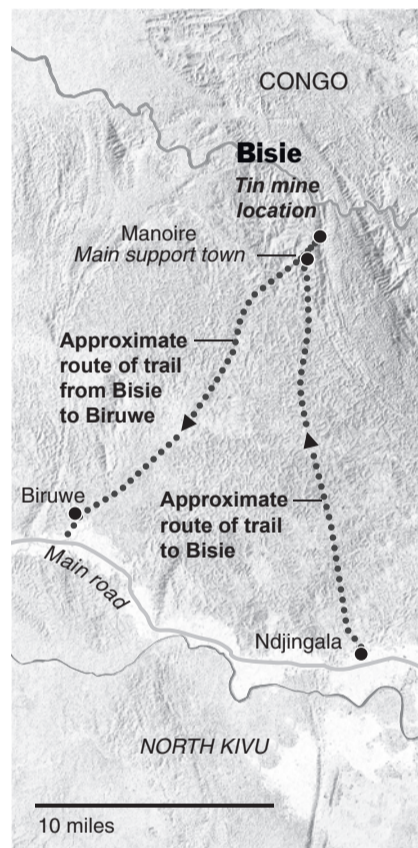 CONGO
Bisie
Tin mine
location
Manoire
Main support town
Approximate
route of trail
from Bisie
to Biruwe
Biruwe
Approximate
route of trail
to Bisie
Main road
Ndjingala
NORTH KIVU
10 miles